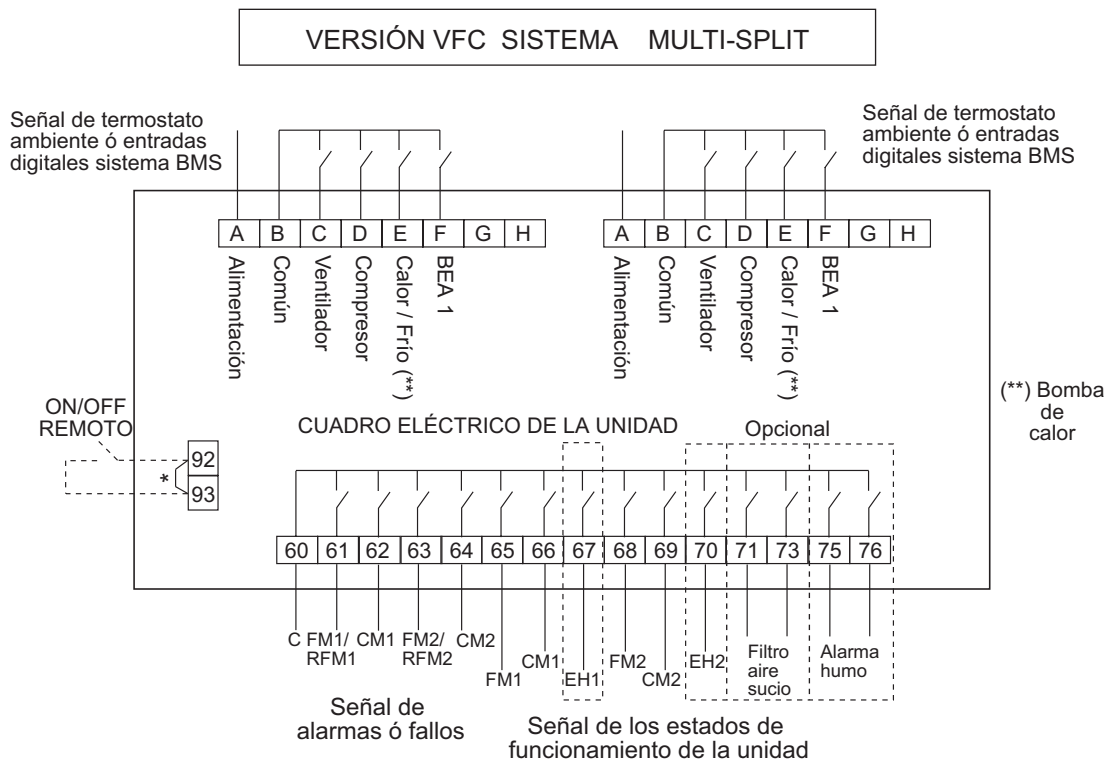 VERSIÓN VFC SISTEMA MULTI-SPLIT
Señal de termostato
ambiente ó entradas
digitales sistema BMS
Señal de termostato
ambiente ó entradas
digitales sistema BMS
A B C D E F G H
Alimentación
Común
Ventilador
Compresor
Calor / Frío (**)
BEA 1
A B C D E F G H
Alimentación
Común
Ventilador
Compresor
Calor / Frío (**)
BEA 1
(**) Bomba
de
calor
ON/OFF
REMOTO
92
93
*
CUADRO ELÉCTRICO DE LA UNIDAD
Opcional
60 61 62 63 64 65 66 67 68 69 70 71 73 75 76
C
FM1/
RFM1
CM1
FM2/
RFM2
CM2
FM1
CM1
EH1
FM2
CM2
EH2
Filtro
aire
sucio
Alarma
humo
Señal de
alarmas ó fallos
Señal de los estados de
funcionamiento de la unidad